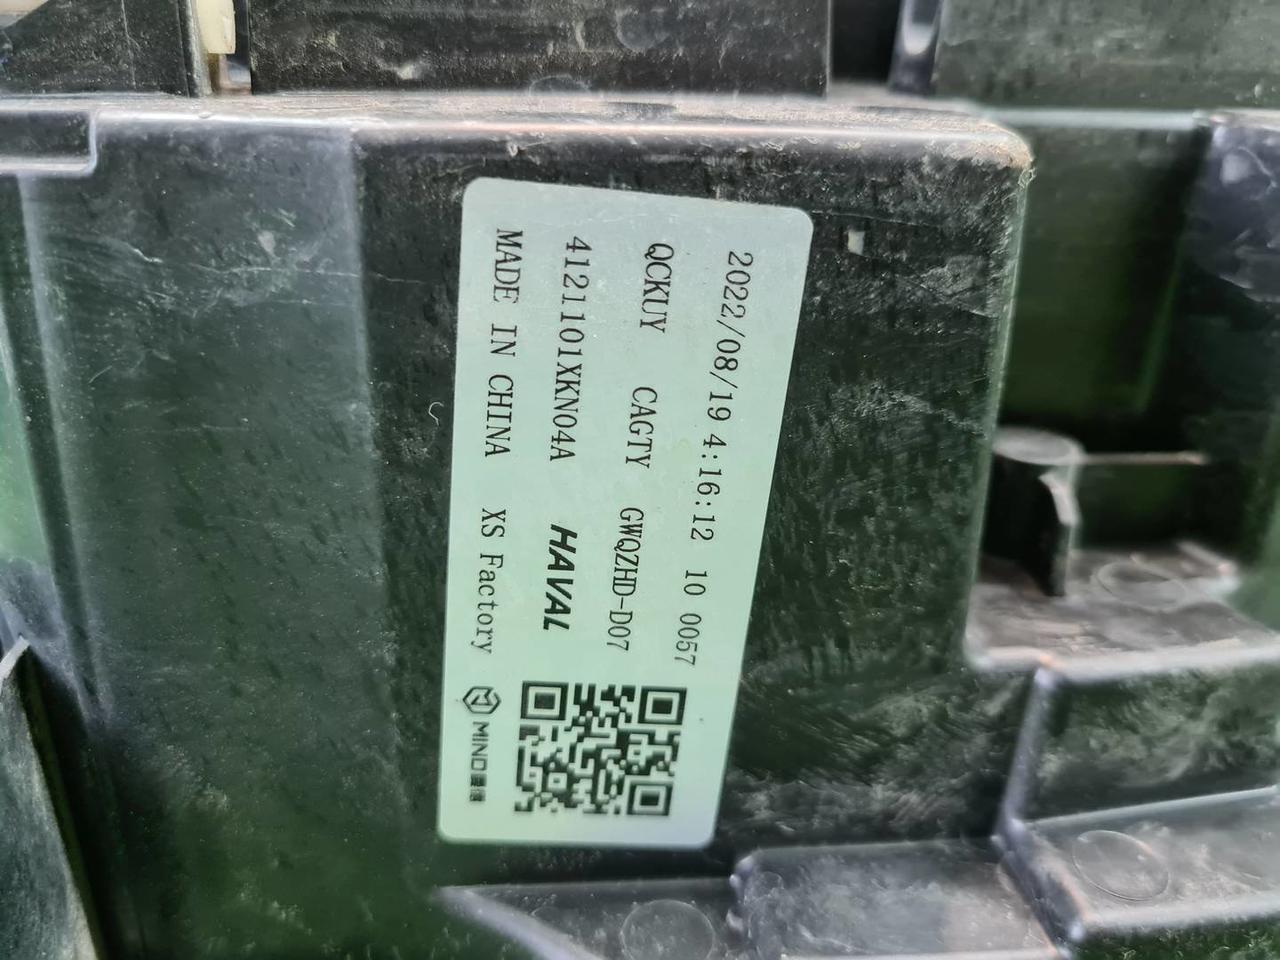 2022/08/19 4:16:12 10 0057
QCKUY CAGTY GWQZHD-D07
4121101XKN04A HAVAL
MADE IN CHINA XS Factory
MIND